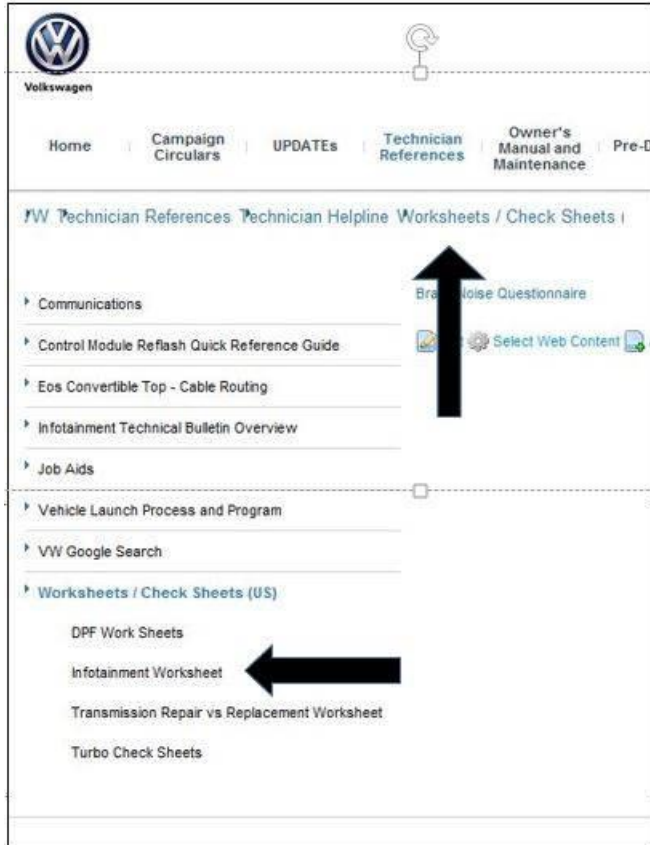 Volkswagen
Home
Campaign
Circulars
UPDATEs
Technician
References
Owner's
Manual and
Maintenance
VW Technician References Technician Helpline Worksheets / Check Sheets
Noise Questionnaire
Communications
Control Module Reflash Quick Reference Guide
Select Web Content
Eos Convertible Top - Cable Routing
Infotainment Technical Bulletin Overview
Job Aids
Vehicle Launch Process and Program
VW Google Search
Worksheets / Check Sheets (US)
DPF Work Sheets
Infotainment Worksheet
Transmission Repair vs Replacement Worksheet
Turbo Check Sheets